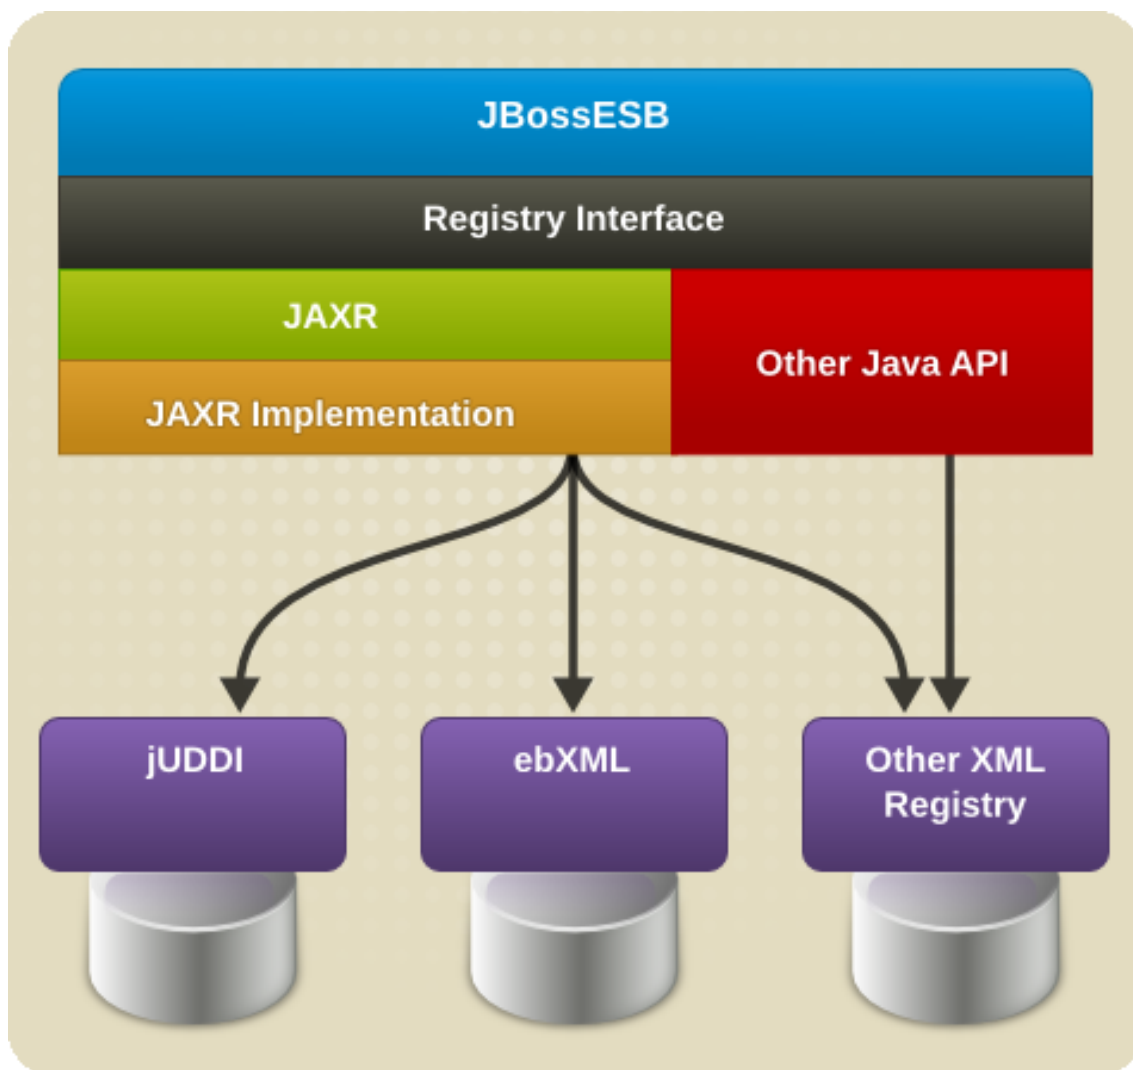 JBossESB
Registry Interface
JAXR
Other Java API
JAXR Implementation
jUDDI
ebXML
Other XML
Registry